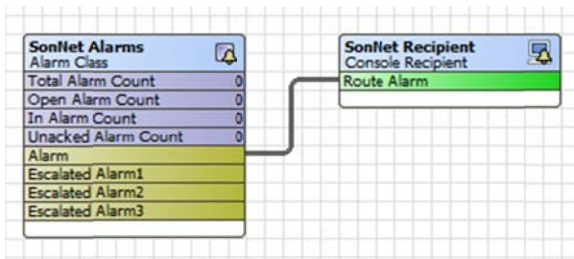 SonNet Alarms
Alarm Class
Total Alarm Count 0
Open Alarm Count 0
In Alarm Count 0
Unacked Alarm Count 0
Alarm
Escalated Alarm1
Escalated Alarm2
Escalated Alarm3
SonNet Recipient
Console Recipient
Route Alarm